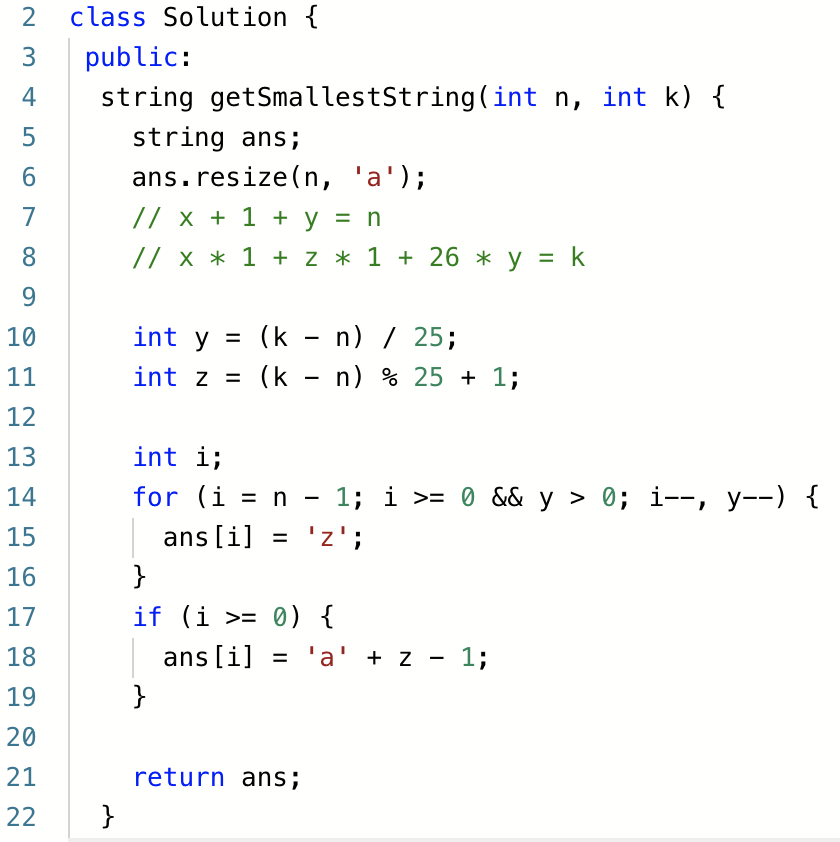 2 class Solution {
3 public:
4 string getSmallestString(int n, int k) {
5 string ans;
6 ans.resize(n, 'a');
7 // x + 1 + y = n
8 // x * 1 + z * 1 + 26 * y = k
9
10 int y = (k - n) / 25;
11 int z = (k - n) % 25 + 1;
12
13 int i;
14 for (i = n - 1; i >= 0 && y > 0; i--, y--) {
15 ans[i] = 'z';
16 }
17 if (i >= 0) {
18 ans[i] = 'a' + z - 1;
19 }
20
21 return ans;
22 }